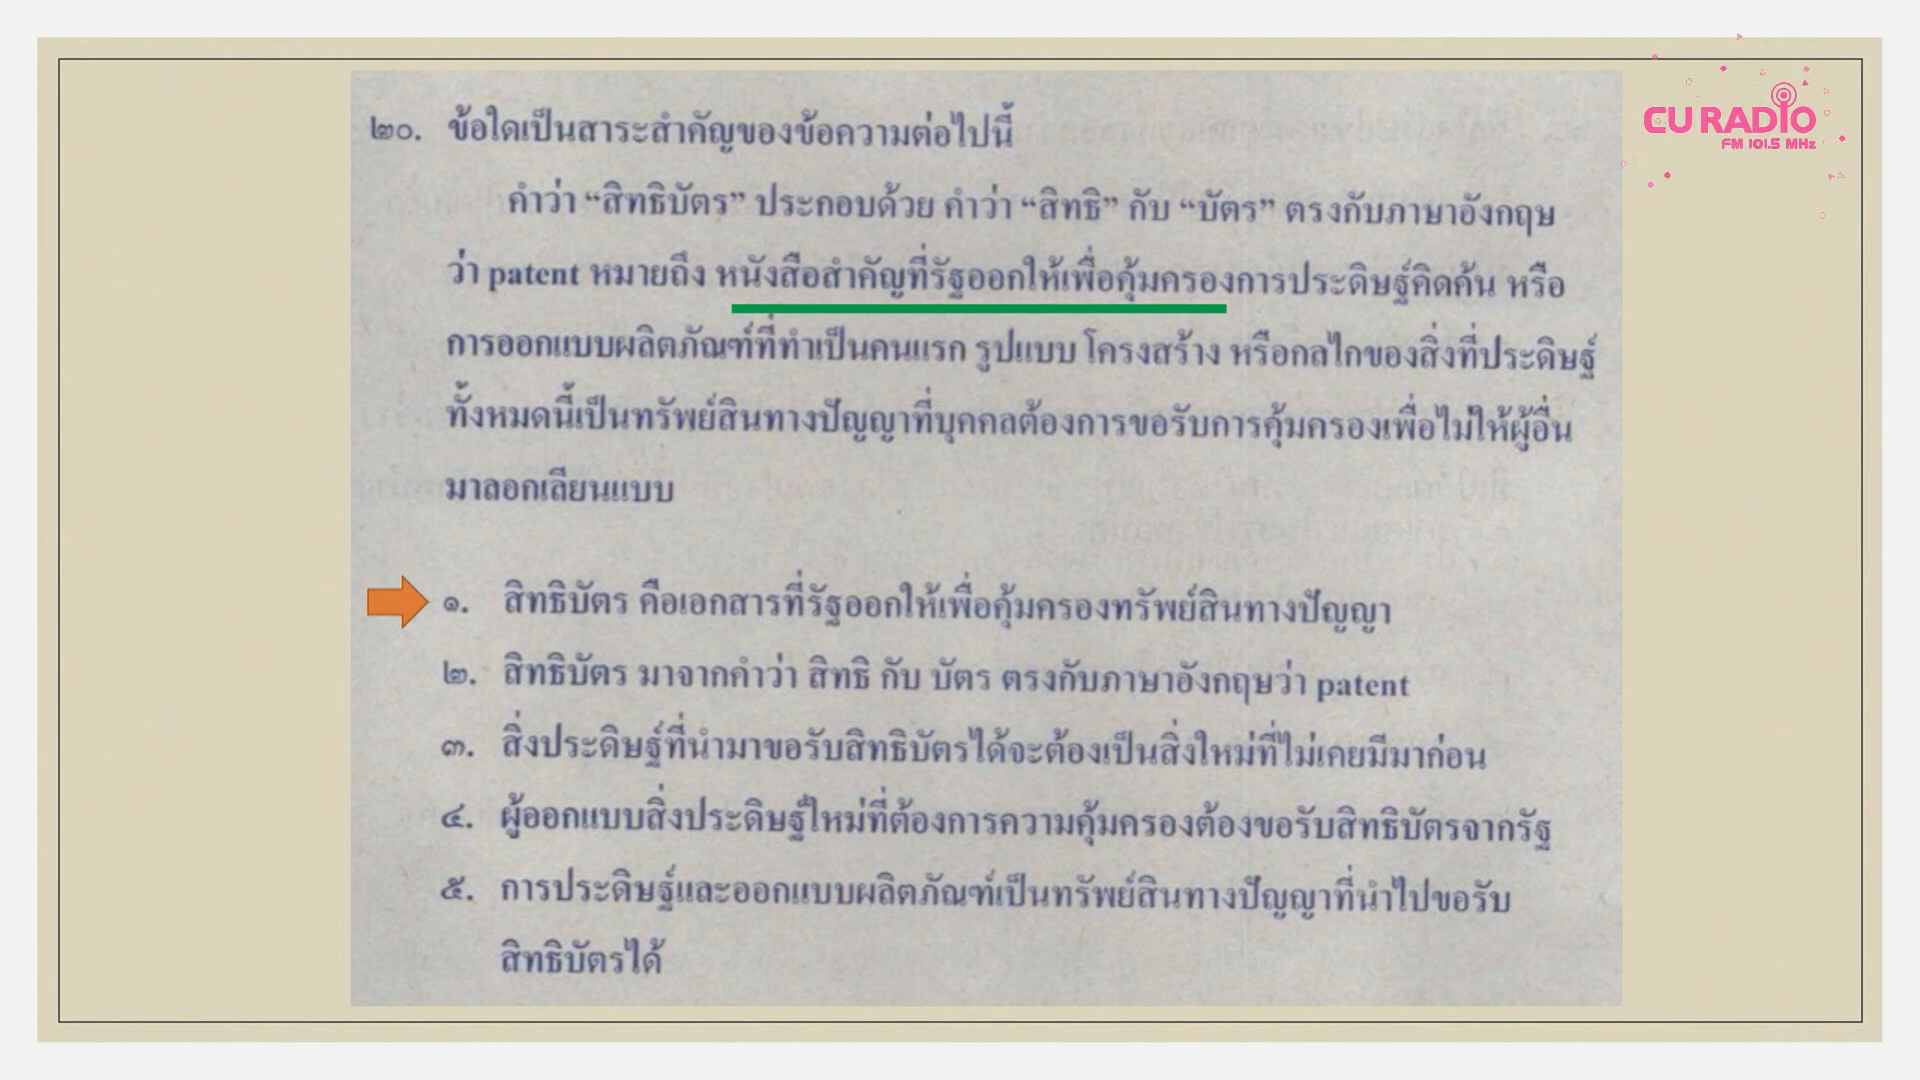 CU RADIO
FM 101.5 MHz
๒๐. ข้อใดเป็นสาระสำคัญของข้อความต่อไปนี้
คำว่า “สิทธิบัตร” ประกอบด้วย คำว่า “สิทธิ” กับ “บัตร” ตรงกับภาษาอังกฤษ
ว่า patent หมายถึง หนังสือสำคัญที่รัฐออกให้เพื่อคุ้มครองการประดิษฐ์คิดค้น หรือ
การออกแบบผลิตภัณฑ์ที่ทำเป็นคนแรก รูปแบบ โครงสร้าง หรือกลไกของสิ่งที่ประดิษฐ์
ทั้งหมดนี้เป็นทรัพย์สินทางปัญญาที่บุคคลต้องการขอรับการคุ้มครองเพื่อไม่ให้ผู้อื่น
มาลอกเลียนแบบ
๑. สิทธิบัตร คือเอกสารที่รัฐออกให้เพื่อคุ้มครองทรัพย์สินทางปัญญา
๒. สิทธิบัตร มาจากคำว่า สิทธิ กับ บัตร ตรงกับภาษาอังกฤษว่า patent
๓. สิ่งประดิษฐ์ที่นำมาขอรับสิทธิบัตรได้จะต้องเป็นสิ่งใหม่ที่ไม่เคยมีมาก่อน
๔. ผู้ออกแบบสิ่งประดิษฐ์ใหม่ที่ต้องการความคุ้มครองต้องขอรับสิทธิบัตรจากรัฐ
๕. การประดิษฐ์และออกแบบผลิตภัณฑ์เป็นทรัพย์สินทางปัญญาที่นำไปขอรับ
สิทธิบัตรได้